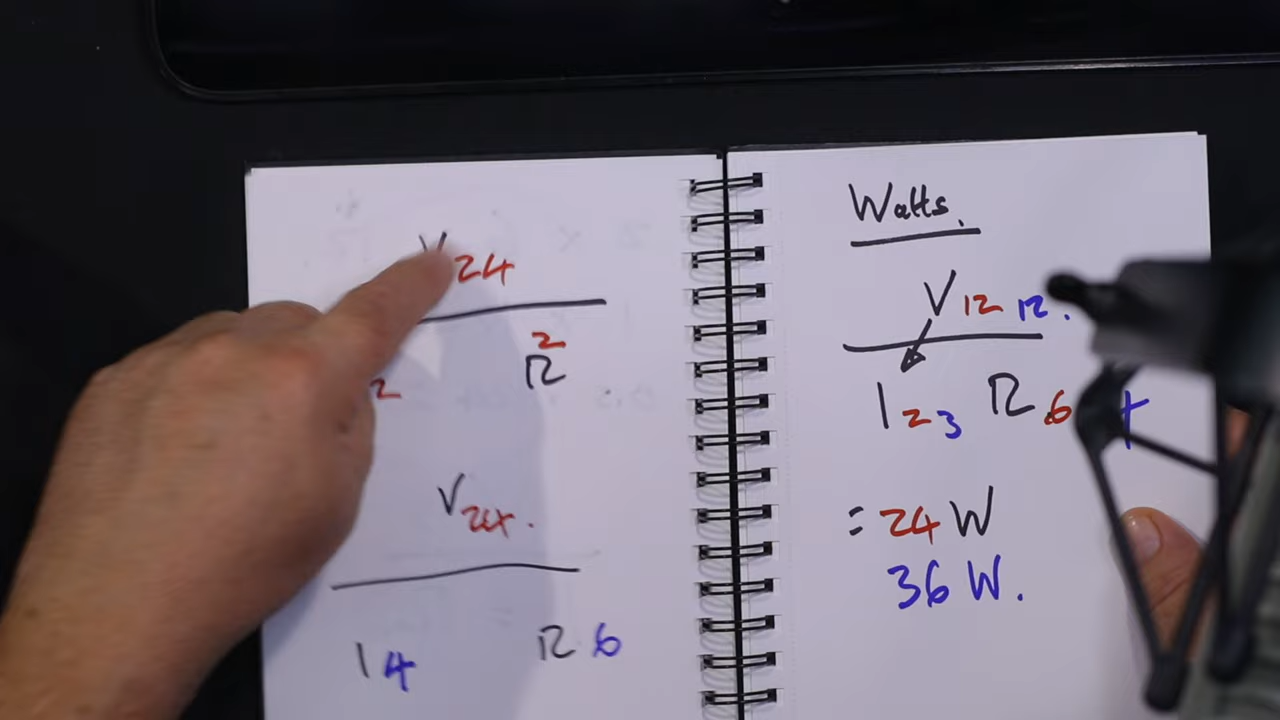 V 24
2
R
2
V 24.
I 4 R 6
Watts.
V 12 12.
I 2 3 R 6
= 24 W
36 W.